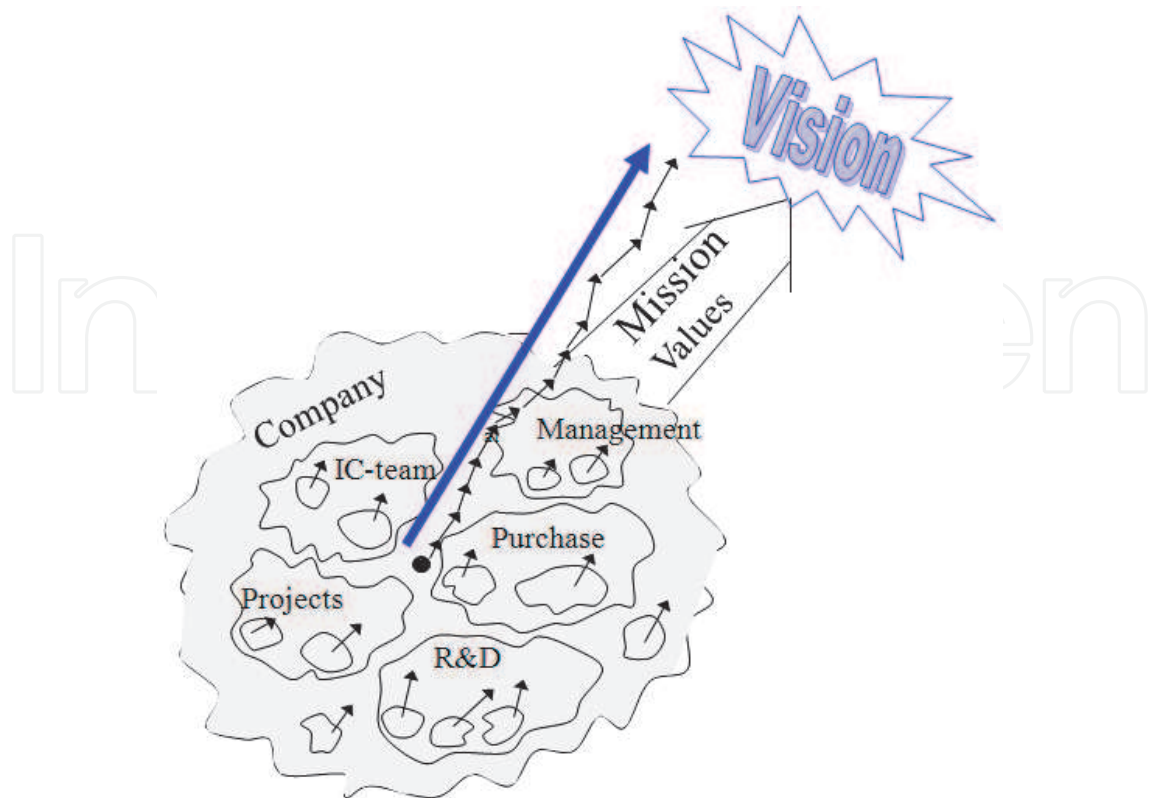 Vision
Mission
Values
Company
Management
IC-team
Purchase
Projects
R&D